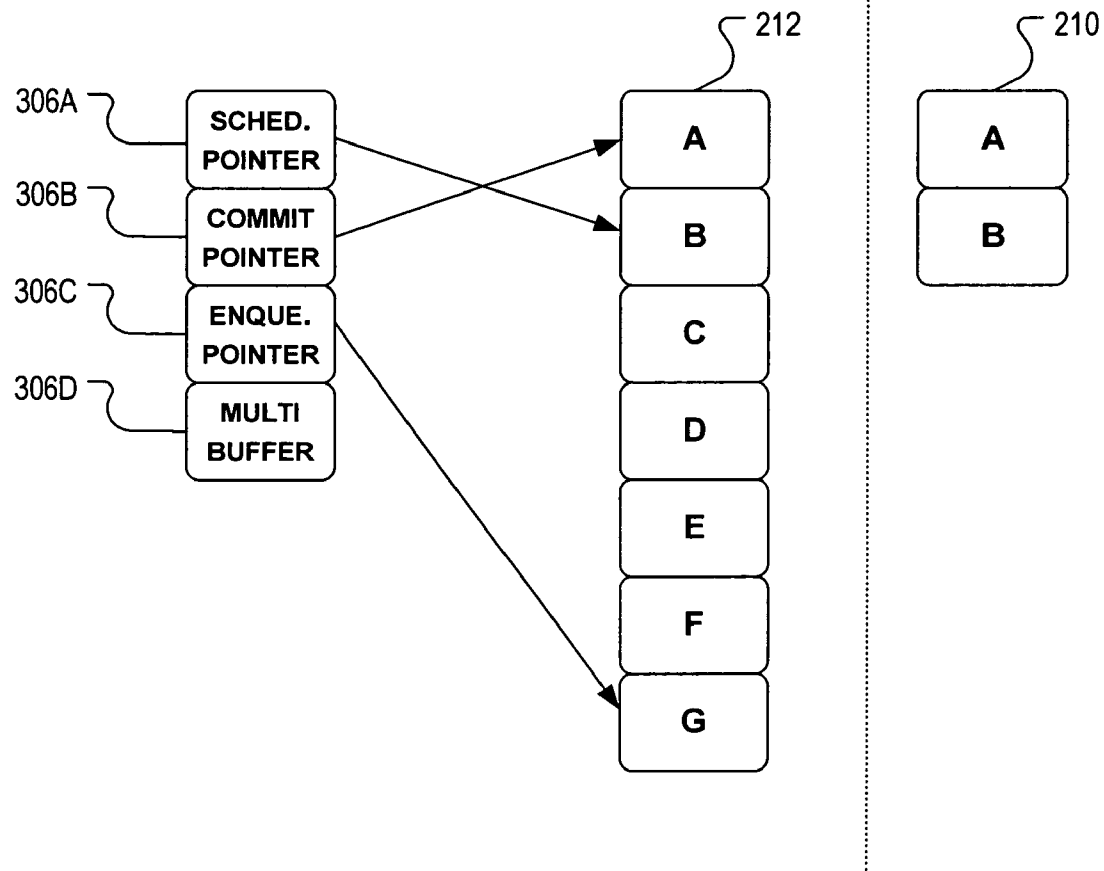 212
210
306A
SCHED.
POINTER
306B
COMMIT
POINTER
306C
ENQUE.
POINTER
306D
MULTI
BUFFER
A
B
C
D
E
F
G
A
B